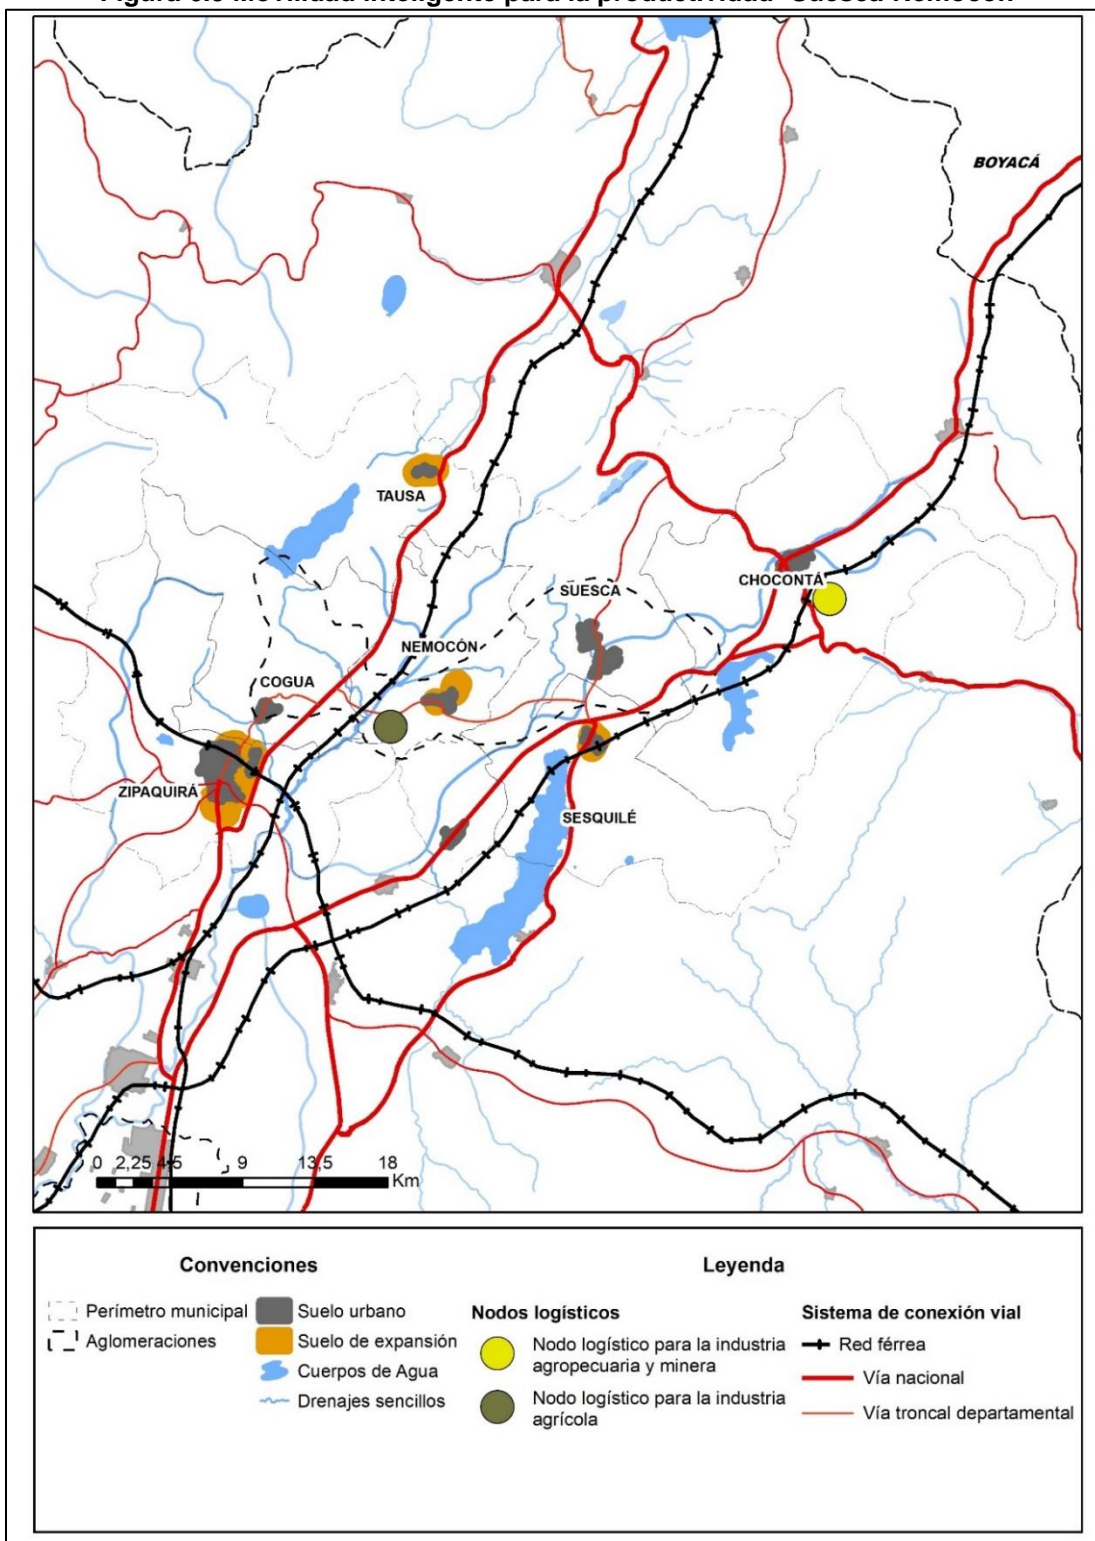 Figura 6.6 Movilidad inteligente para la productividad "Suesca Nemocón"
BOYACÁ
TAUSA
CHOCONTÁ
SUESCA
NEMOCÓN
COGUA
ZIPAQUIRÁ
SESQUILÉ
0 2,25 4,5 9 13,5 18
Km
Convenciones
Perímetro municipal
Aglomeraciones
Suelo urbano
Suelo de expansión
Cuerpos de Agua
Drenajes sencillos
Leyenda
Nodos logísticos
Nodo logístico para la industria
agropecuaria y minera
Nodo logístico para la industria
agrícola
Sistema de conexión vial
Red férrea
Vía nacional
Vía troncal departamental